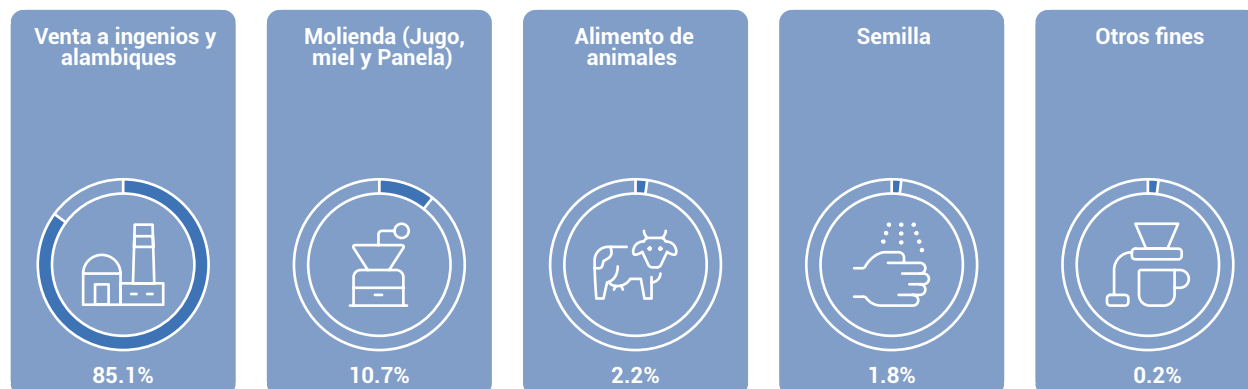 Venta a ingenios y
alambiques
85.1%
Molienda (Jugo,
miel y Panela)
10.7%
Alimento de
animales
2.2%
Semilla
1.8%
Otros fines
0.2%